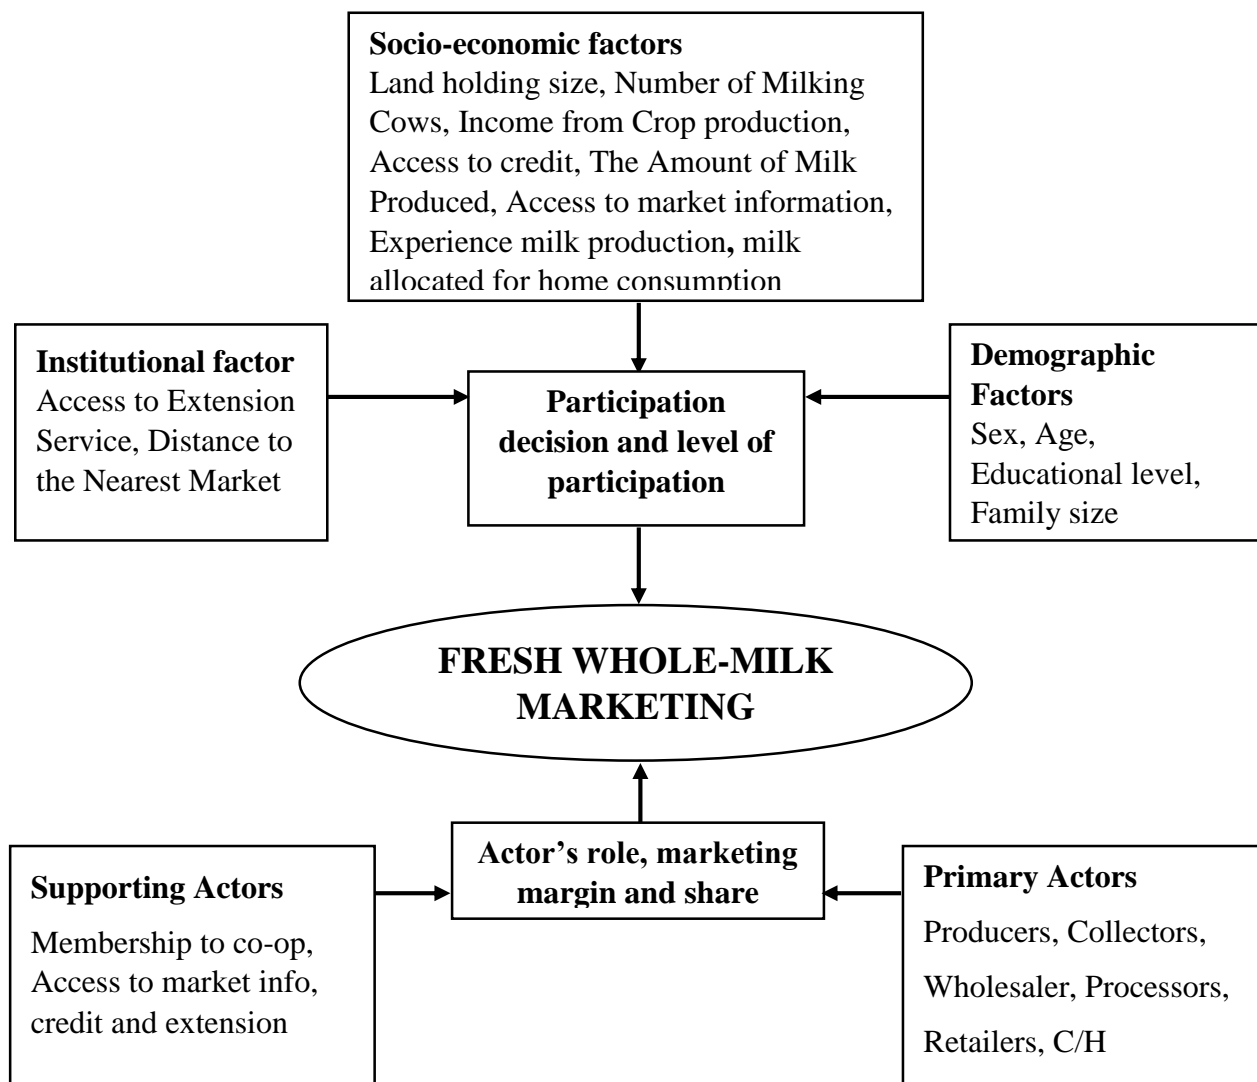 Socio-economic factors
Land holding size, Number of Milking
Cows, Income from Crop production,
Access to credit, The Amount of Milk
Produced, Access to market information,
Experience milk production, milk
allocated for home consumption
Institutional factor
Access to Extension
Service, Distance to
the Nearest Market
Participation
decision and level of
participation
Demographic
Factors
Sex, Age,
Educational level,
Family size
FRESH WHOLE-MILK
MARKETING
Supporting Actors
Membership to co-op,
Access to market info,
credit and extension
Actor’s role, marketing
margin and share
Primary Actors
Producers, Collectors,
Wholesaler, Processors,
Retailers, C/H